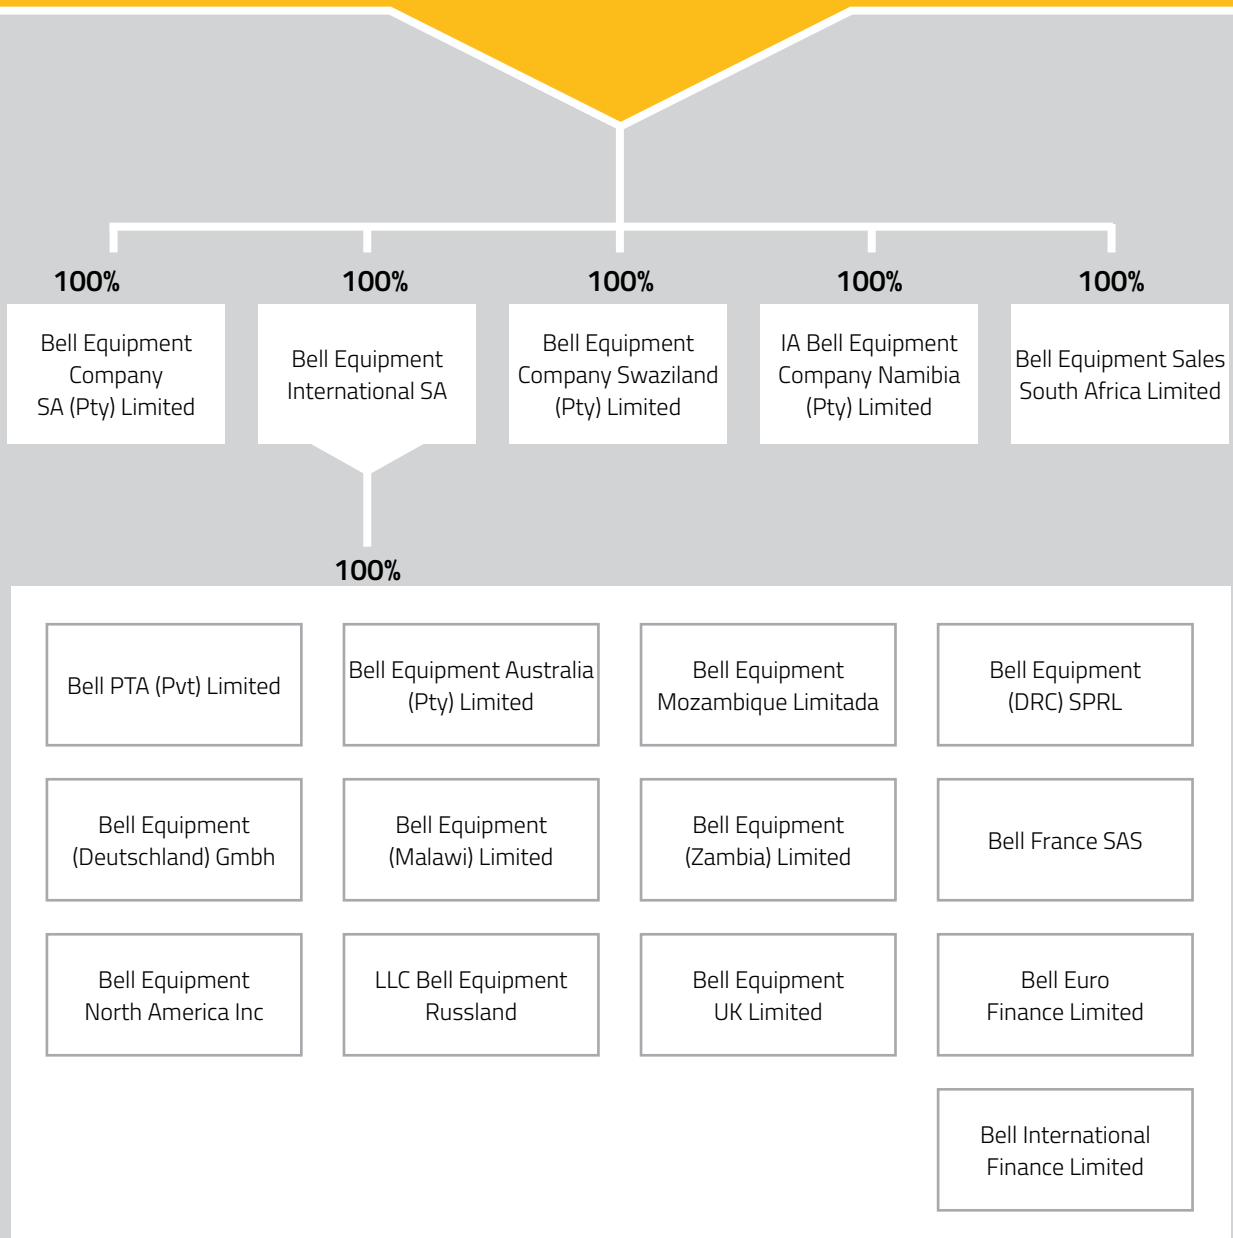 100%
100%
100%
100%
100%
Bell Equipment
Company
SA (Pty) Limited
Bell Equipment
International SA
Bell Equipment
Company Swaziland
(Pty) Limited
IA Bell Equipment
Company Namibia
(Pty) Limited
Bell Equipment Sales
South Africa Limited
100%
Bell PTA (Pvt) Limited
Bell Equipment Australia
(Pty) Limited
Bell Equipment
Mozambique Limitada
Bell Equipment
(DRC) SPRL
Bell Equipment
(Deutschland) Gmbh
Bell Equipment
(Malawi) Limited
Bell Equipment
(Zambia) Limited
Bell France SAS
Bell Equipment
North America Inc
LLC Bell Equipment
Russland
Bell Equipment
UK Limited
Bell Euro
Finance Limited
Bell International
Finance Limited